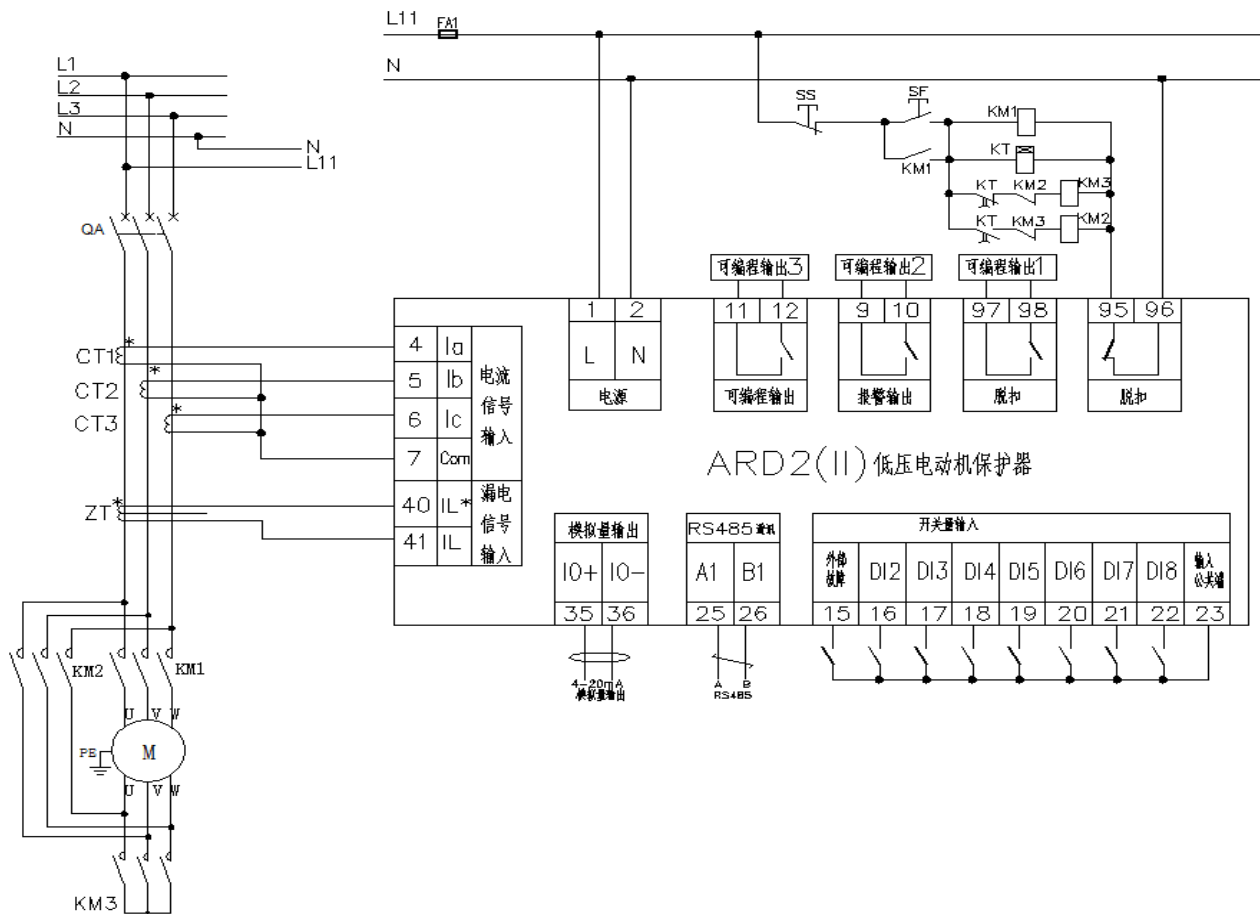 L11 FA1
N
L1
L2
L3
N
N
L11
QA
SS SF KM1
KM1 KT
KT KM2 KM3
KT KM3 KM2
可编程输出3 可编程输出2 可编程输出1
1 2 11 12 9 10 97 98 95 96
L N
电源 可编程输出 报警输出 脱扣 脱扣
CT1 * 4 Ia
CT2 * 5 Ib
CT3 * 6 Ic
7 Com
电流信号输入
ZT * 40 IL*
41 IL
漏电信号输入
ARD2(II)低压电动机保护器
模拟量输出 RS485通讯 开关量输入
IO+ IO- A1 B1 外部故障 DI2 DI3 DI4 DI5 DI6 DI7 DI8 输入公共端
35 36 25 26 15 16 17 18 19 20 21 22 23
4-20mA
模拟量输出
A B
RS485
KM2 KM1
U V W
PE M
U V W
KM3